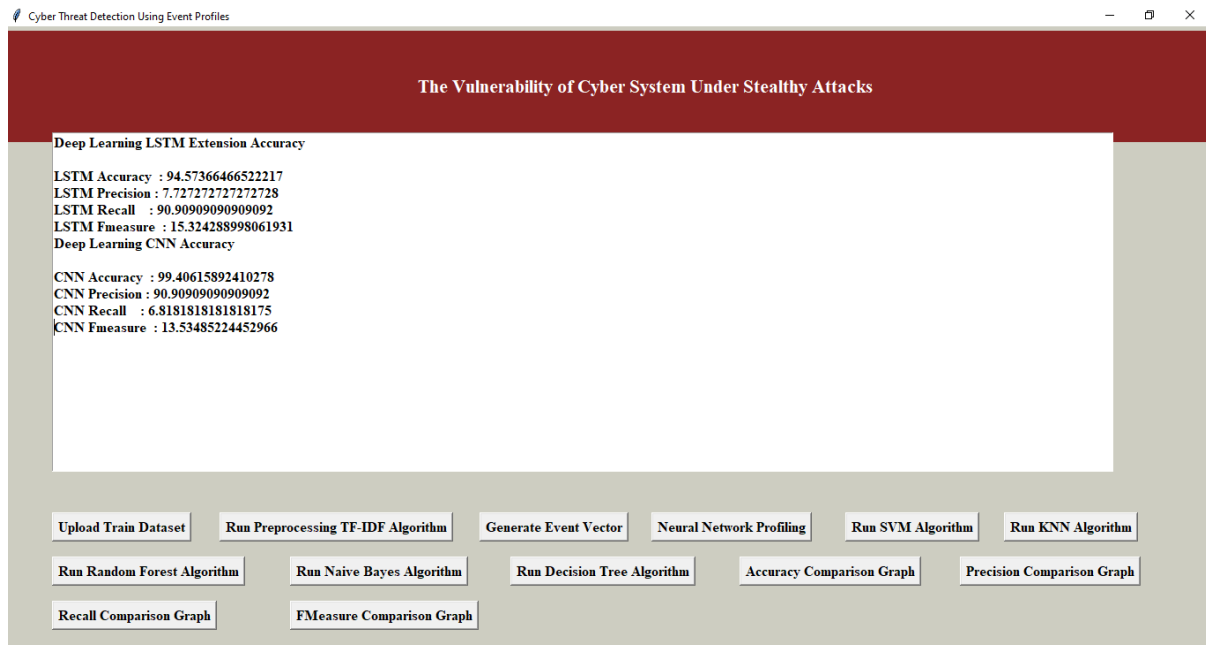 Cyber Threat Detection Using Event Profiles
The Vulnerability of Cyber System Under Stealthy Attacks
Deep Learning LSTM Extension Accuracy
LSTM Accuracy : 94.57366466522217
LSTM Precision : 7.727272727272728
LSTM Recall : 90.90909090909092
LSTM Fmeasure : 15.324288998061931
Deep Learning CNN Accuracy
CNN Accuracy : 99.40615892410278
CNN Precision : 90.90909090909092
CNN Recall : 6.8181818181818175
CNN Fmeasure : 13.53485224452966
Upload Train Dataset Run Preprocessing TF-IDF Algorithm Generate Event Vector Neural Network Profiling Run SVM Algorithm Run KNN Algorithm
Run Random Forest Algorithm Run Naive Bayes Algorithm Run Decision Tree Algorithm Accuracy Comparison Graph Precision Comparison Graph
Recall Comparison Graph FMeasure Comparison Graph